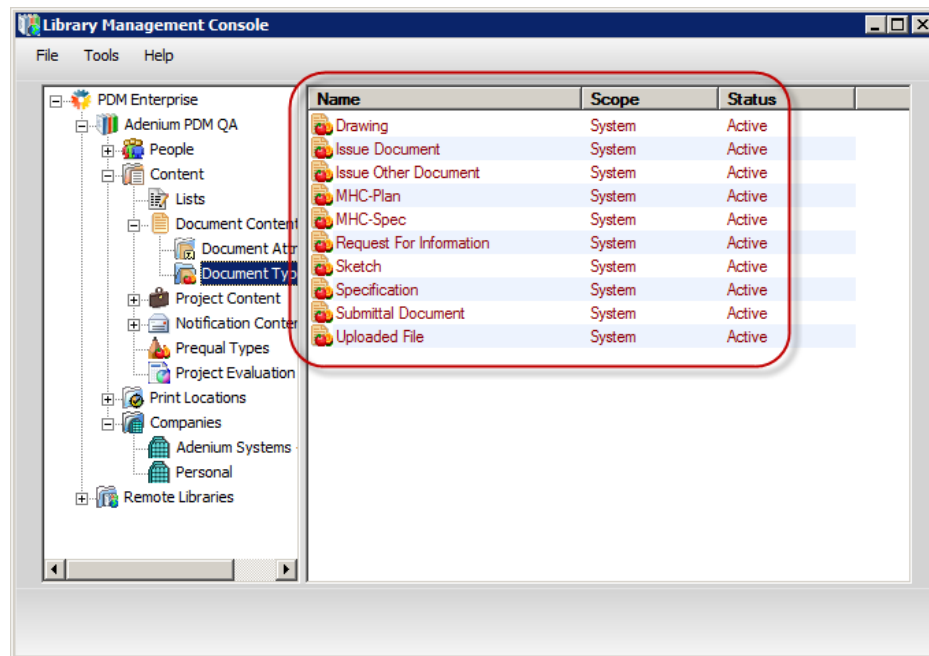 Library Management Console
File Tools Help
PDM Enterprise
Adenium PDM QA
People
Content
Lists
Document Content
Document Attr
Document Typ
Project Content
Notification Conter
Prequal Types
Project Evaluation
Print Locations
Companies
Adenium Systems
Personal
Remote Libraries
Name Scope Status
Drawing System Active
Issue Document System Active
Issue Other Document System Active
MHC-Plan System Active
MHC-Spec System Active
Request For Information System Active
Sketch System Active
Specification System Active
Submittal Document System Active
Uploaded File System Active